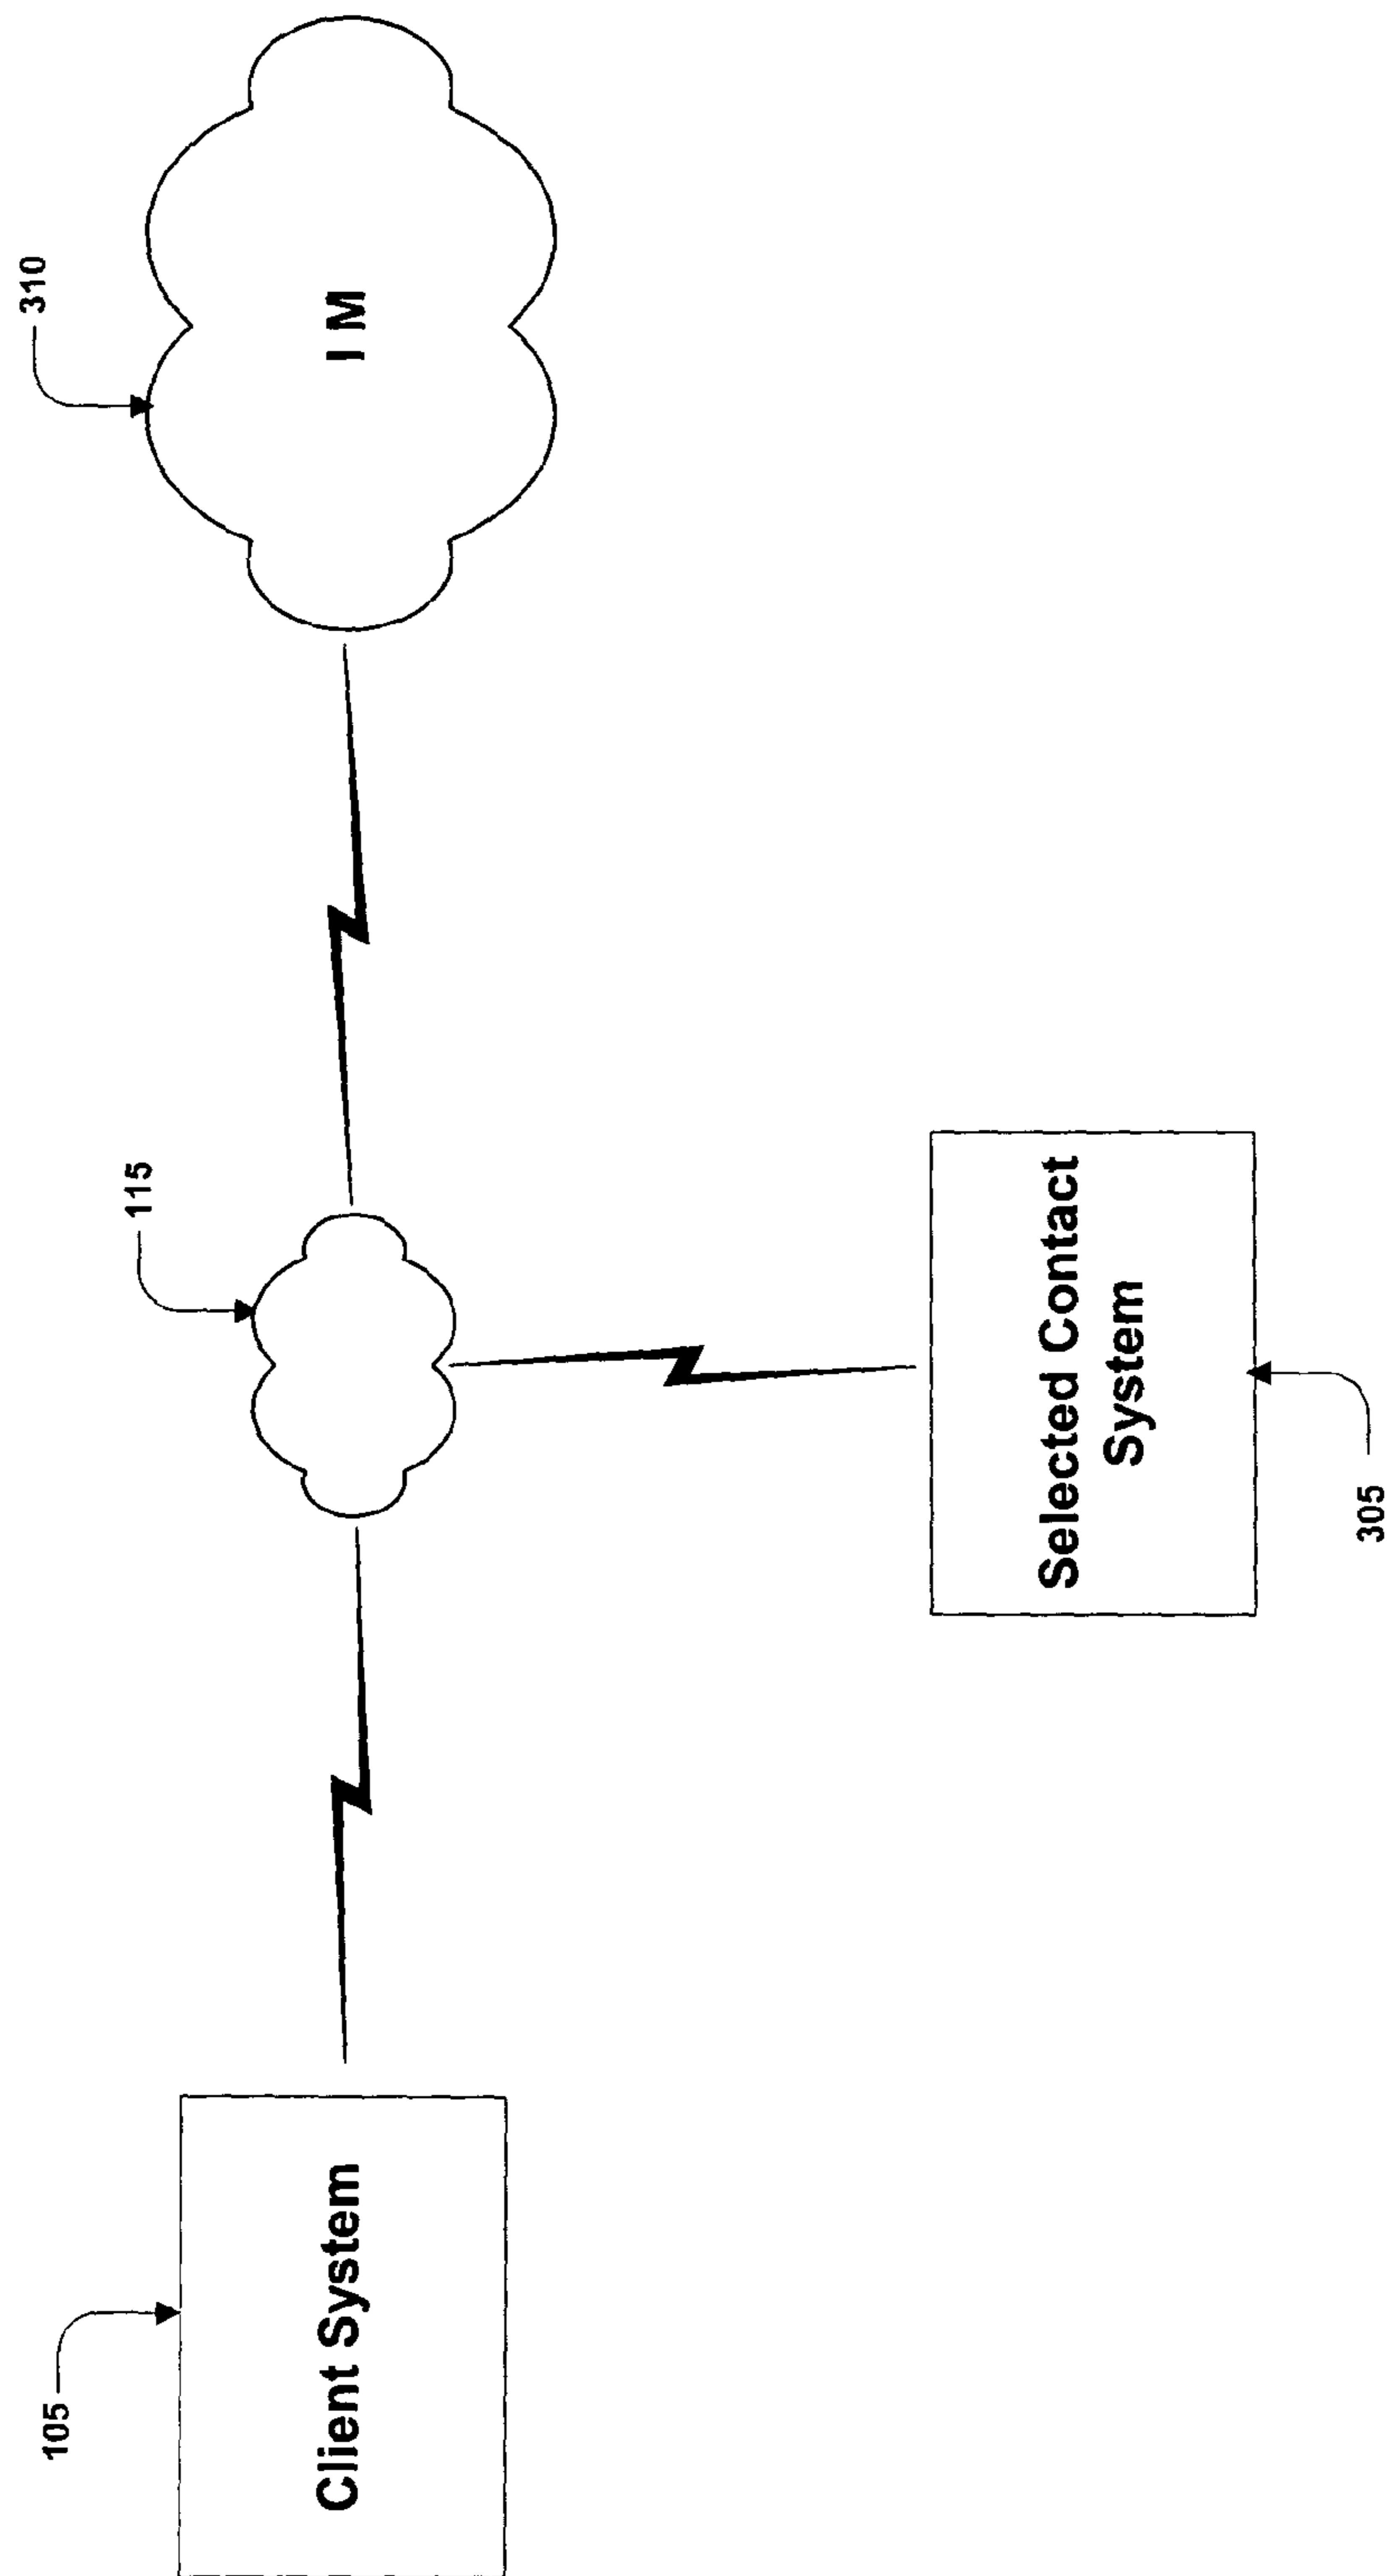 105
Client System
115
310
I M
Selected Contact
System
305